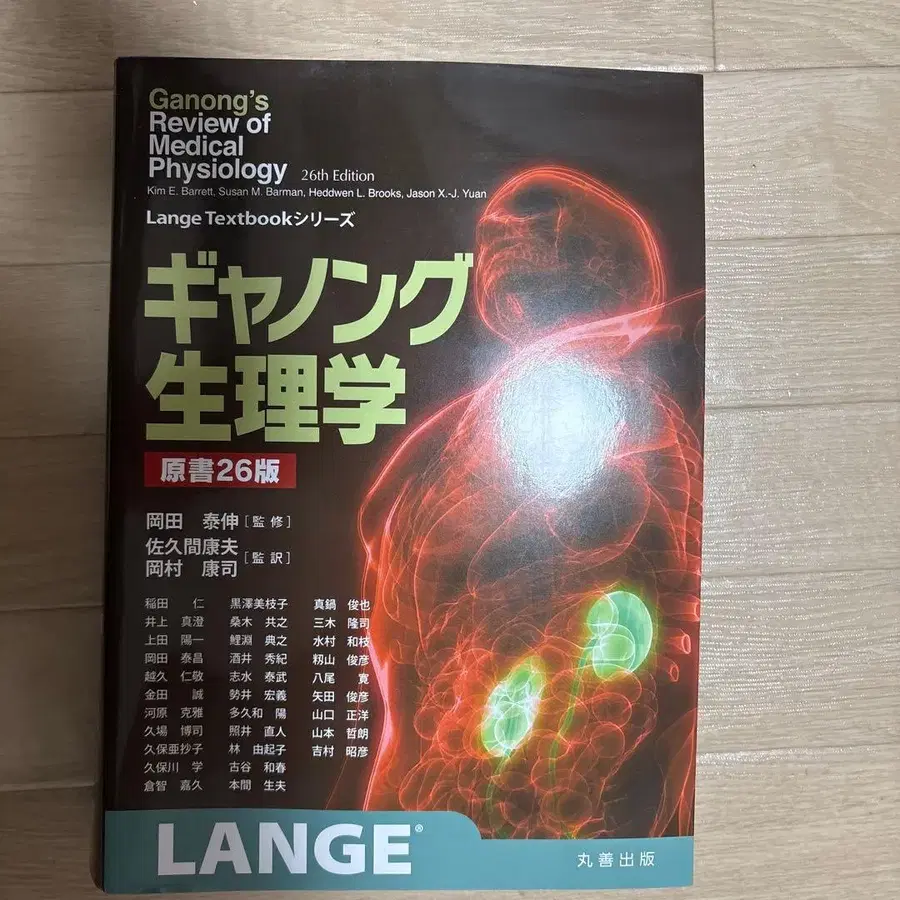 Ganong's
Review of
Medical
Physiology 26th Edition
Kim E. Barrett, Susan M. Barman, Heddwen L. Brooks, Jason X.-J. Yuan
Lange Textbookシリーズ
ギャノング
生理学
原書26版
岡田 泰伸[監修]
佐久間康夫
岡村 康司[監訳]
稲田 仁 黒澤美枝子 真鍋 俊也
井上 真澄 桑木 共之 三木 隆司
上田 陽一 鯉淵 典之 水村 和枝
岡田 泰昌 酒井 秀紀 籾山 俊彦
越久 仁敬 志水 泰武 八尾 寛
金田 誠 勢井 宏義 矢田 俊彦
河原 克雅 多久和 陽 山口 正洋
久場 博司 照井 直人 山本 哲朗
久保亜抄子 林 由起子 吉村 昭彦
久保川 学 古谷 和春
倉智 嘉久 本間 生夫
LANGE®
丸善出版